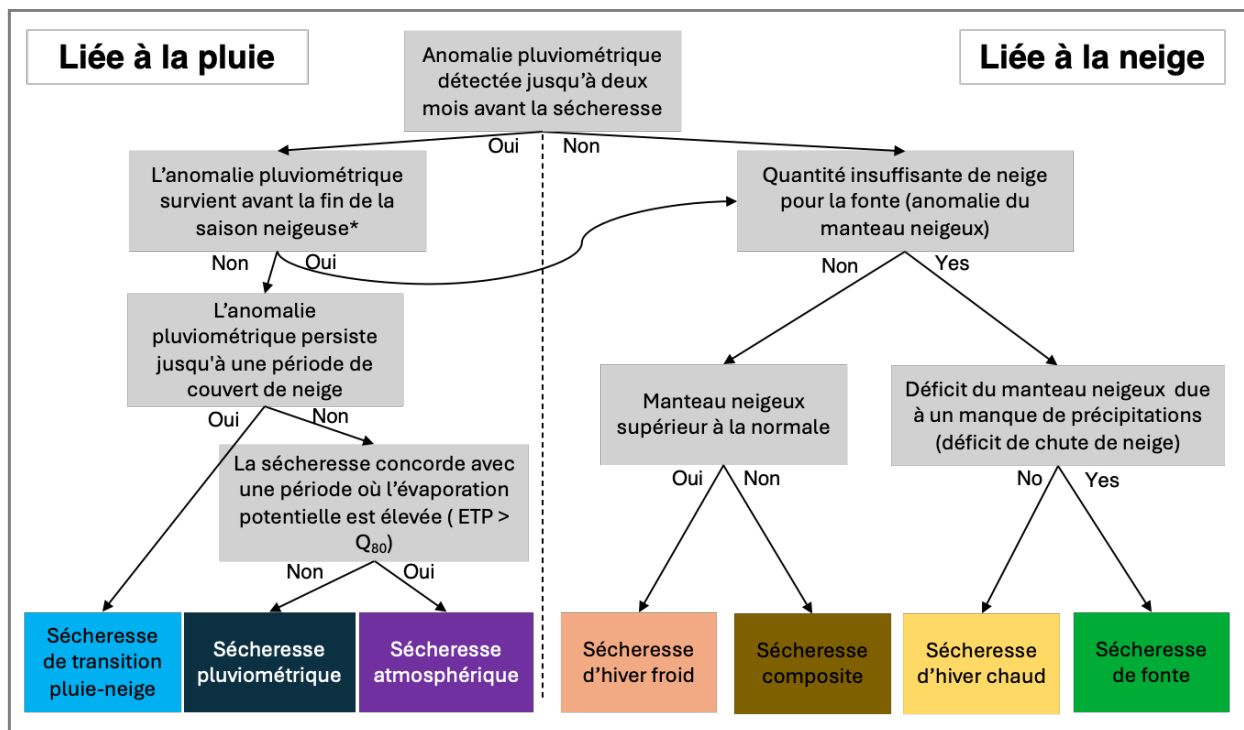 Liée à la pluie
Anomalie pluviométrique
détectée jusqu'à deux
mois avant la sécheresse
Liée à la neige
Oui
Non
L'anomalie pluviométrique
survient avant la fin de la
saison neigeuse*
Quantité insuffisante de neige
pour la fonte (anomalie du
manteau neigeux)
Non
Oui
Non
Yes
L'anomalie
pluviométrique persiste
jusqu'à une période de
couvert de neige
Manteau neigeux
supérieur à la normale
Déficit du manteau neigeux due
à un manque de précipitations
(déficit de chute de neige)
Oui
Non
La sécheresse concorde avec
une période où l'évaporation
potentielle est élevée ( ETP >
Q₈₀)
Oui
Non
No
Yes
Non
Oui
Sécheresse
de transition
pluie-neige
Sécheresse
pluviométrique
Sécheresse
atmosphérique
Sécheresse
d'hiver froid
Sécheresse
composite
Sécheresse
d'hiver chaud
Sécheresse
de fonte